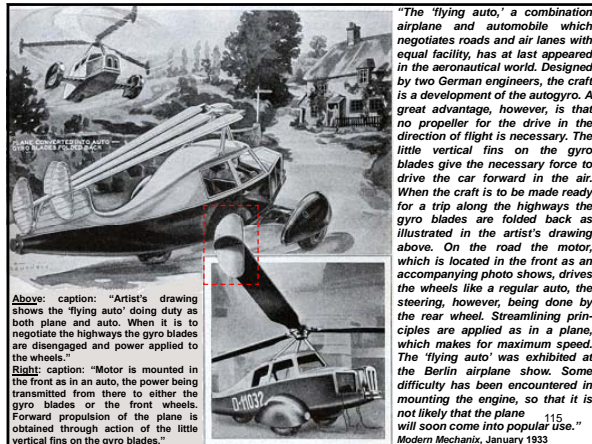 PLANE CONVERTED INTO AUTO —
GYRO BLADES FOLDED BACK
D-11032
Above: caption: “Artist’s drawing
shows the ‘flying auto’ doing duty as
both plane and auto. When it is to
negotiate the highways the gyro blades
are disengaged and power applied to
the wheels.”
Right: caption: “Motor is mounted in
the front as in an auto, the power being
transmitted from there to either the
gyro blades or the front wheels.
Forward propulsion of the plane is
obtained through action of the little
vertical fins on the gyro blades.”
“The ‘flying auto,’ a combination
airplane and automobile which
negotiates roads and air lanes with
equal facility, has at last appeared
in the aeronautical world. Designed
by two German engineers, the craft
is a development of the autogyro. A
great advantage, however, is that
no propeller for the drive in the
direction of flight is necessary. The
little vertical fins on the gyro
blades give the necessary force to
drive the car forward in the air.
When the craft is to be made ready
for a trip along the highways the
gyro blades are folded back as
illustrated in the artist’s drawing
above. On the road the motor,
which is located in the front as an
accompanying photo shows, drives
the wheels like a regular auto, the
steering, however, being done by
the rear wheel. Streamlining prin-
ciples are applied as in a plane,
which makes for maximum speed.
The ‘flying auto’ was exhibited at
the Berlin airplane show. Some
difficulty has been encountered in
mounting the engine, so that it is
not likely that the plane
will soon come into popular use.”
Modern Mechanix, January 1933
115